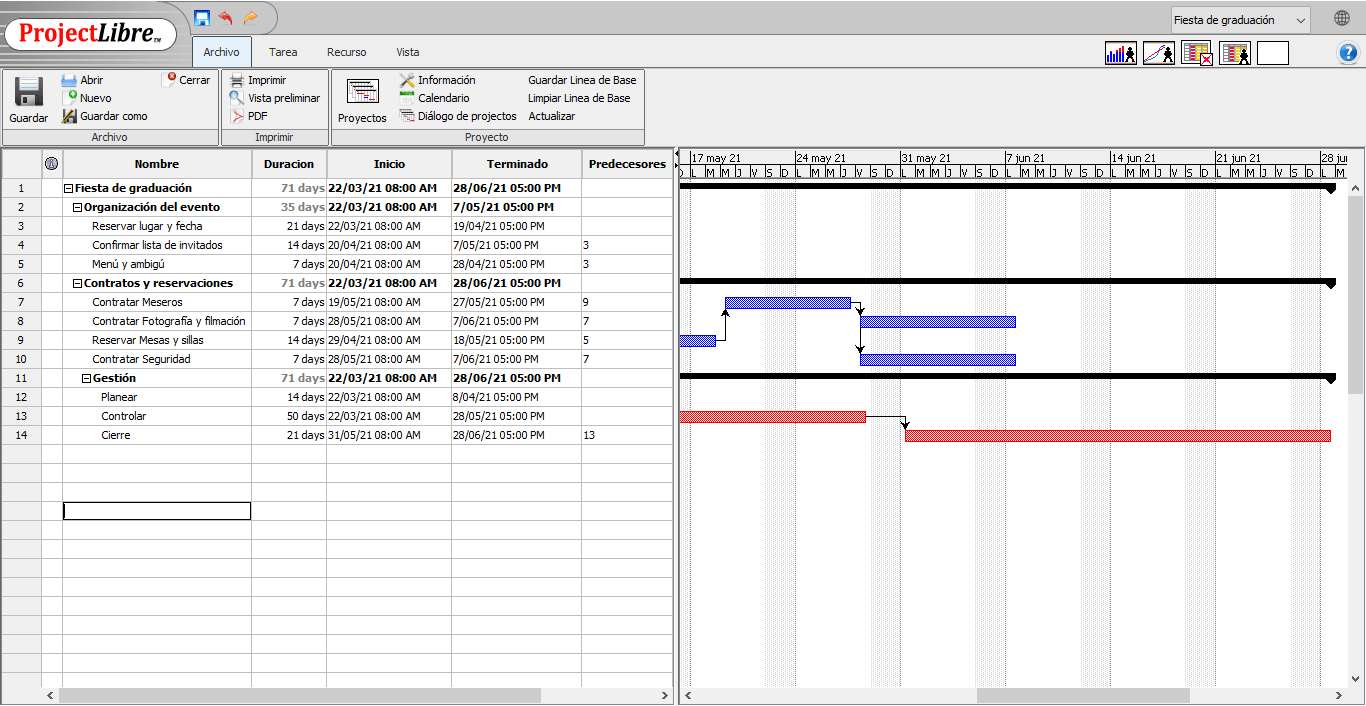 ProjectLibre™
Fiesta de graduación
Archivo Tarea Recurso Vista
Guardar
Abrir
Nuevo
Guardar como
Cerrar
Archivo
Imprimir
Vista preliminar
PDF
Imprimir
Proyectos
Información
Calendario
Diálogo de projectos
Guardar Linea de Base
Limpiar Linea de Base
Actualizar
Proyecto
Nombre Duracion Inicio Terminado Predecesores
1 Fiesta de graduación 71 days 22/03/21 08:00 AM 28/06/21 05:00 PM
2 Organización del evento 35 days 22/03/21 08:00 AM 7/05/21 05:00 PM
3 Reservar lugar y fecha 21 days 22/03/21 08:00 AM 19/04/21 05:00 PM
4 Confirmar lista de invitados 14 days 20/04/21 08:00 AM 7/05/21 05:00 PM 3
5 Menú y ambigú 7 days 20/04/21 08:00 AM 28/04/21 05:00 PM 3
6 Contratos y reservaciones 71 days 22/03/21 08:00 AM 28/06/21 05:00 PM
7 Contratar Meseros 7 days 19/05/21 08:00 AM 27/05/21 05:00 PM 9
8 Contratar Fotografía y filmación 7 days 28/05/21 08:00 AM 7/06/21 05:00 PM 7
9 Reservar Mesas y sillas 14 days 29/04/21 08:00 AM 18/05/21 05:00 PM 5
10 Contratar Seguridad 7 days 28/05/21 08:00 AM 7/06/21 05:00 PM 7
11 Gestión 71 days 22/03/21 08:00 AM 28/06/21 05:00 PM
12 Planear 14 days 22/03/21 08:00 AM 8/04/21 05:00 PM
13 Controlar 50 days 22/03/21 08:00 AM 28/05/21 05:00 PM
14 Cierre 21 days 31/05/21 08:00 AM 28/06/21 05:00 PM 13
17 may 21 24 may 21 31 may 21 7 jun 21 14 jun 21 21 jun 21 28 jun
D L M M J V S D L M M J V S D L M M J V S D L M M J V S D L M M J V S D L M M J V S D L M